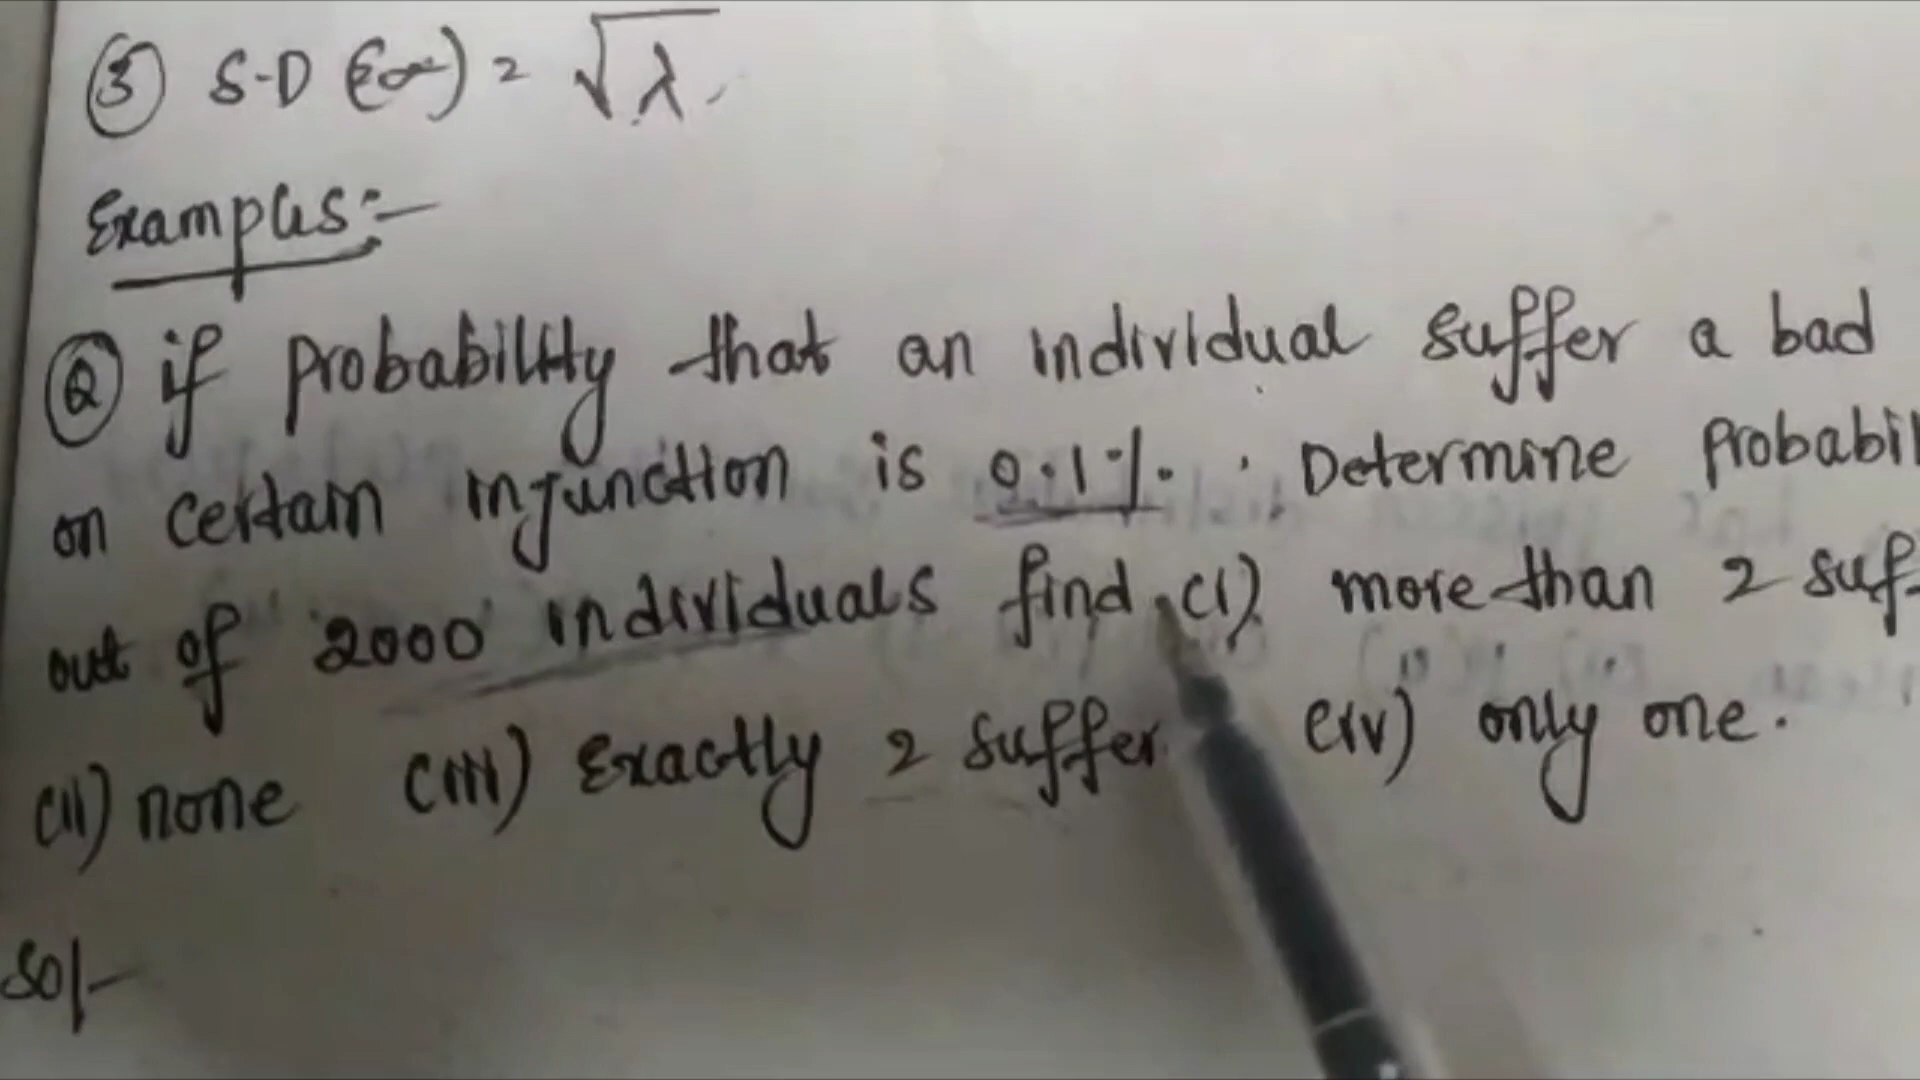 ③ S-D (σ) = √λ.
Examples:-
Q if probability that an individual suffer a bad
on certain injunction is 0.1%. Determine probabil
out of 2000 individuals find (i) more than 2 suf
(ii) none (iii) Exactly 2 suffer (iv) only one.
Sol-